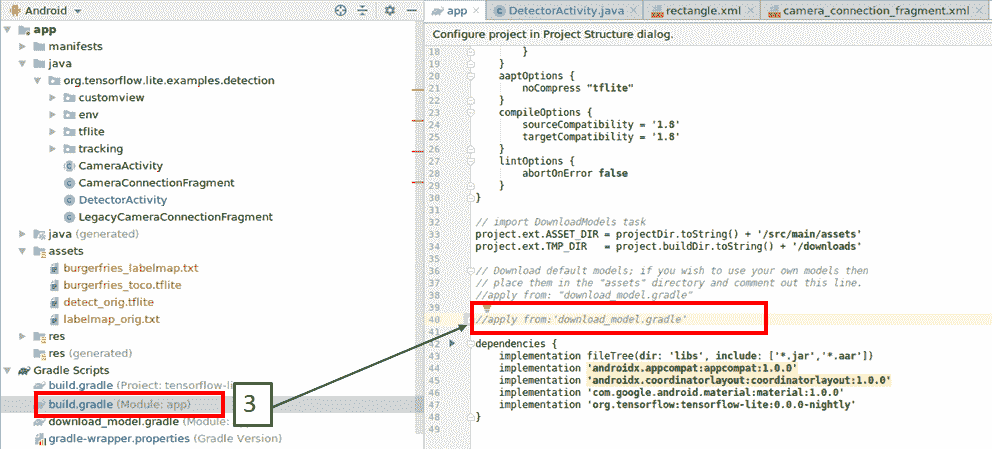 Android
app
manifests
java
org.tensorflow.lite.examples.detection
customview
env
tflite
tracking
CameraActivity
CameraConnectionFragment
DetectorActivity
LegacyCameraConnectionFragment
java (generated)
assets
burgerfries_labelmap.txt
burgerfries_toco.tflite
detect_orig.tflite
labelmap_orig.txt
res
res (generated)
Gradle Scripts
build.gradle (Project: tensorflow-li
build.gradle (Module: app)
3
download_model.gradle (Module: a
gradle-wrapper.properties (Gradle Version)
app
DetectorActivity.java
rectangle.xml
camera_connection_fragment.xml
Configure project in Project Structure dialog.
18 }
19 }
20 aaptOptions {
21 noCompress "tflite"
22 }
23 compileOptions {
24 sourceCompatibility = '1.8'
25 targetCompatibility = '1.8'
26 }
27 lintOptions {
28 abortOnError false
29 }
30 }
31
32 // import DownloadModels task
33 project.ext.ASSET_DIR = projectDir.toString() + '/src/main/assets'
34 project.ext.TMP_DIR = project.buildDir.toString() + '/downloads'
35
36 // Download default models; if you wish to use your own models then
37 // place them in the "assets" directory and comment out this line.
38 //apply from: "download_model.gradle"
39
40 //apply from:'download_model.gradle'
41
42 dependencies {
43 implementation fileTree(dir: 'libs', include: ['*.jar','*.aar'])
44 implementation 'androidx.appcompat:appcompat:1.0.0'
45 implementation 'androidx.coordinatorlayout:coordinatorlayout:1.0.0'
46 implementation 'com.google.android.material:material:1.0.0'
47 implementation 'org.tensorflow:tensorflow-lite:0.0.0-nightly'
48 }
49